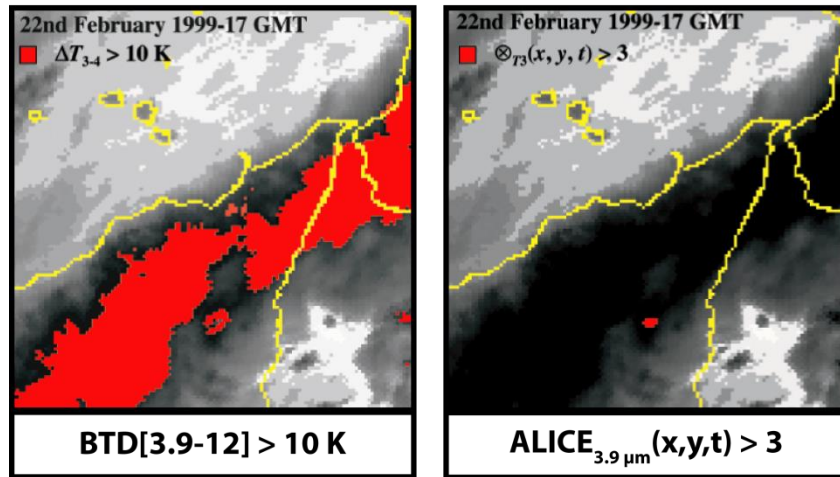 22nd February 1999-17 GMT
ΔT₃₋₄ > 10 K
BTD[3.9-12] > 10 K
22nd February 1999-17 GMT
⊗_T3(x, y, t) > 3
ALICE₃.₉ μm(x,y,t) > 3